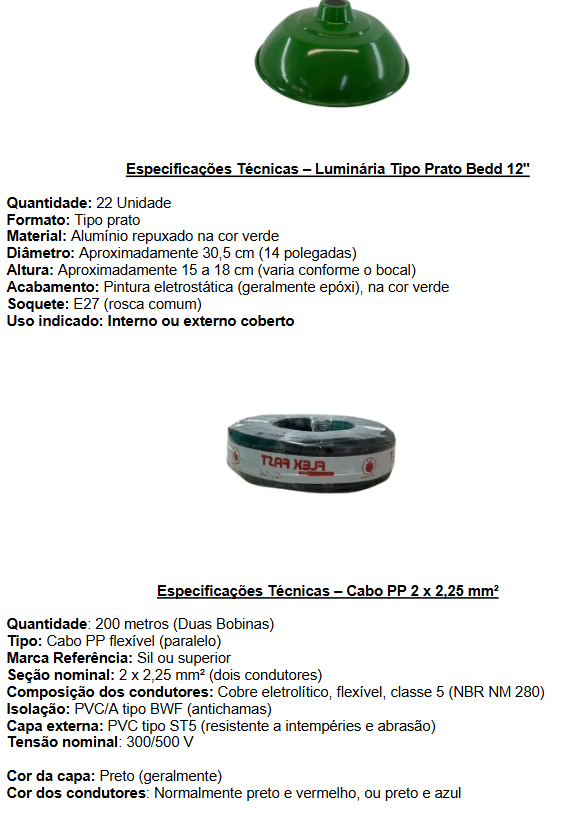 Especificações Técnicas – Luminária Tipo Prato Bedd 12"
Quantidade: 22 Unidade
Formato: Tipo prato
Material: Alumínio repuxado na cor verde
Diâmetro: Aproximadamente 30,5 cm (14 polegadas)
Altura: Aproximadamente 15 a 18 cm (varia conforme o bocal)
Acabamento: Pintura eletrostática (geralmente epóxi), na cor verde
Soquete: E27 (rosca comum)
Uso indicado: Interno ou externo coberto
FLEX FAST
Especificações Técnicas – Cabo PP 2 x 2,25 mm²
Quantidade: 200 metros (Duas Bobinas)
Tipo: Cabo PP flexível (paralelo)
Marca Referência: Sil ou superior
Seção nominal: 2 x 2,25 mm² (dois condutores)
Composição dos condutores: Cobre eletrolítico, flexível, classe 5 (NBR NM 280)
Isolação: PVC/A tipo BWF (antichamas)
Capa externa: PVC tipo ST5 (resistente a intempéries e abrasão)
Tensão nominal: 300/500 V
Cor da capa: Preto (geralmente)
Cor dos condutores: Normalmente preto e vermelho, ou preto e azul